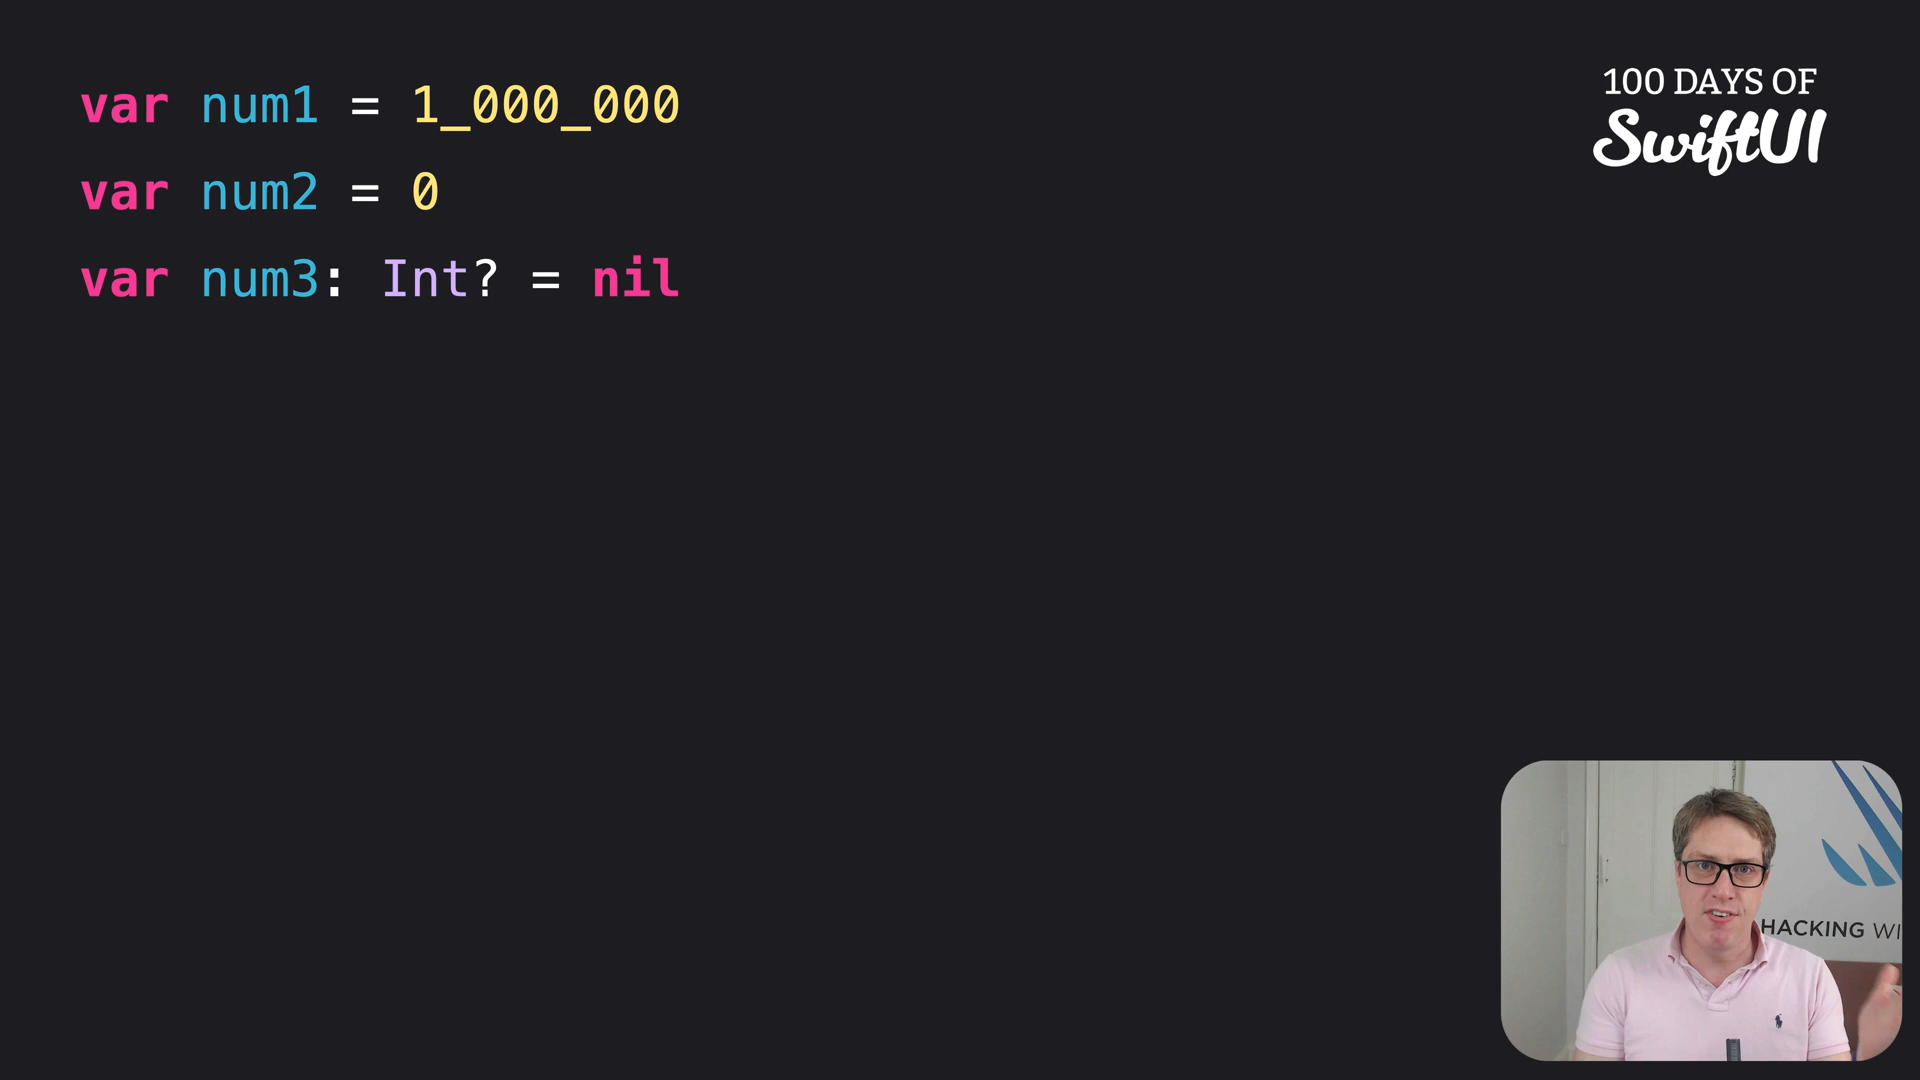 var num1 = 1_000_000
var num2 = 0
var num3: Int? = nil
100 DAYS OF
SwiftUI
HACKING WI